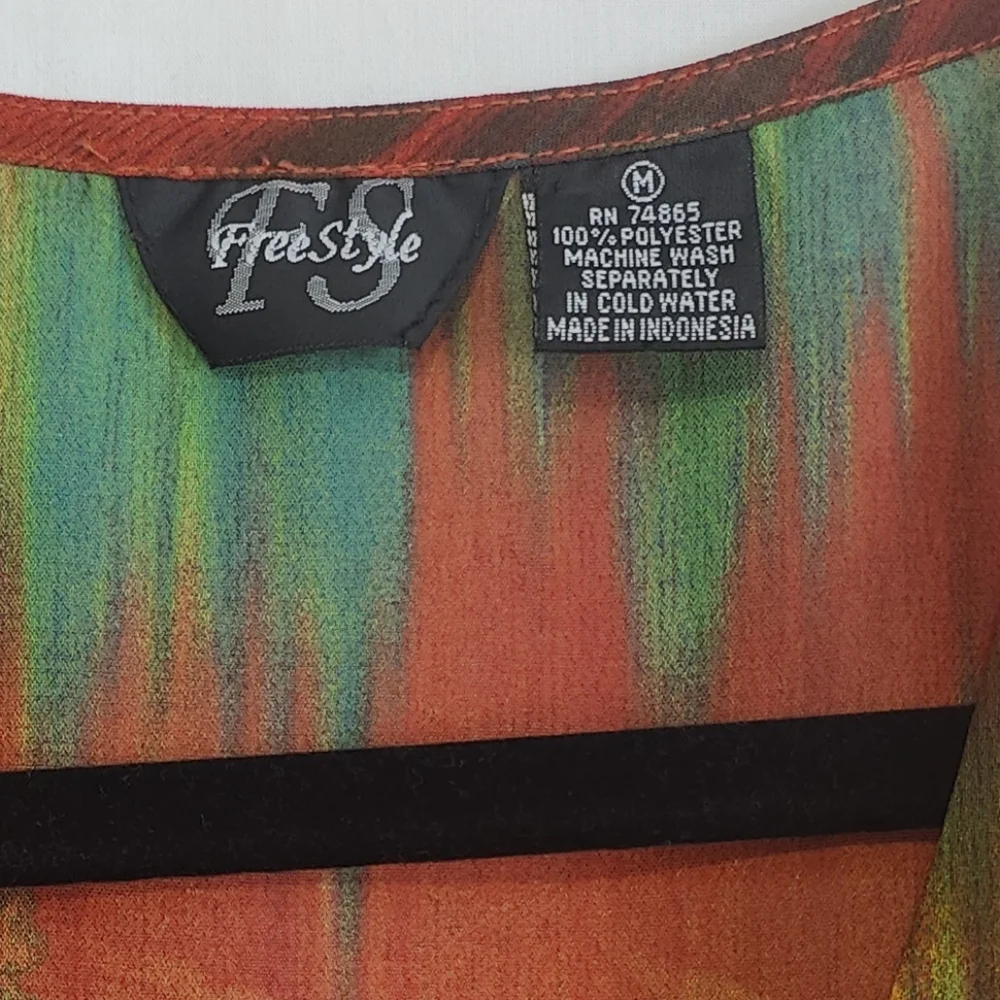 FS
FreeStyle
M
RN 74865
100% POLYESTER
MACHINE WASH
SEPARATELY
IN COLD WATER
MADE IN INDONESIA